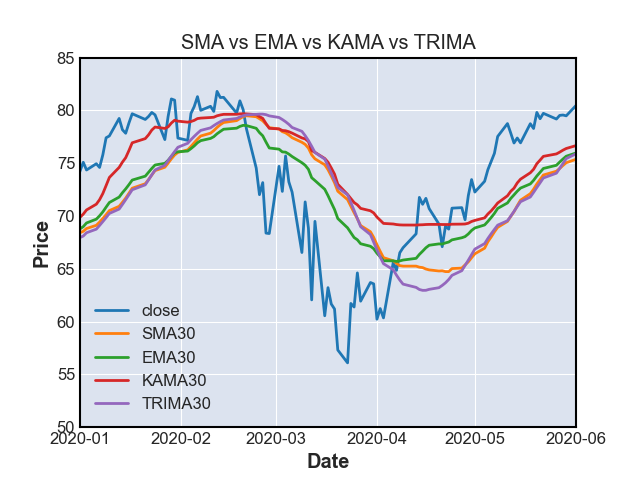 SMA vs EMA vs KAMA vs TRIMA
85
80
75
70
65
60
55
50
Price
close
SMA30
EMA30
KAMA30
TRIMA30
2020-01 2020-02 2020-03 2020-04 2020-05 2020-06
Date